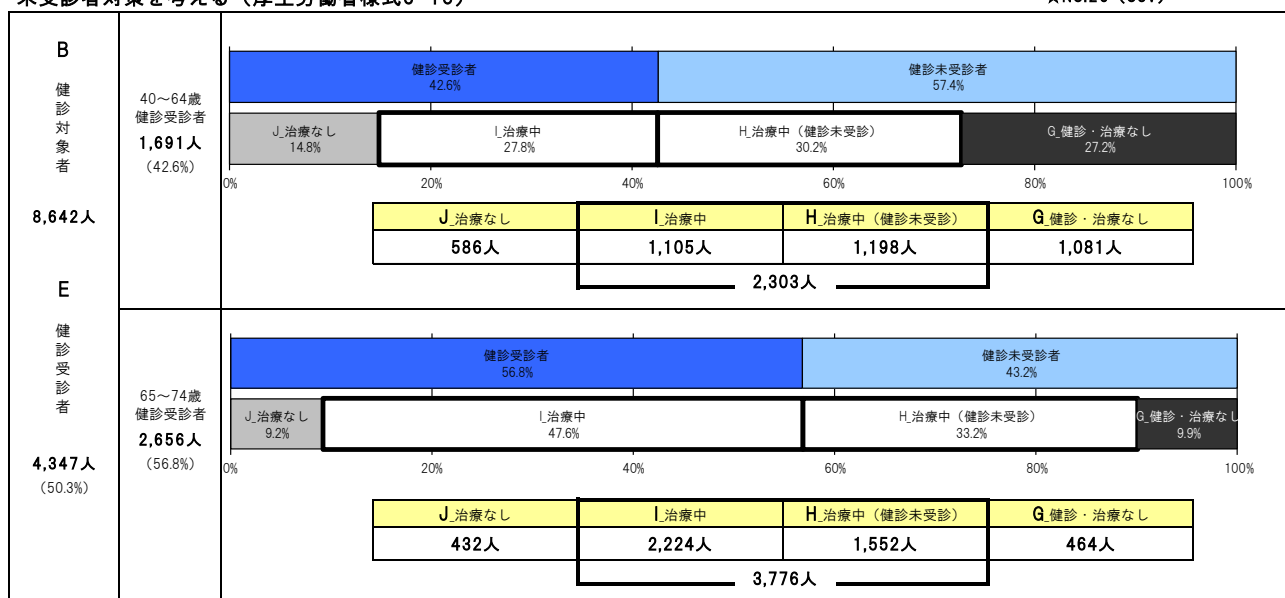 B
健診対象者
8,642人
E
健診受診者
4,347人
(50.3%)
40～64歳
健診受診者
1,691人
(42.6%)
健診受診者
42.6%
健診未受診者
57.4%
J_治療なし
14.8%
I_治療中
27.8%
H_治療中（健診未受診）
30.2%
G_健診・治療なし
27.2%
0% 20% 40% 60% 80% 100%
J_治療なし I_治療中 H_治療中（健診未受診） G_健診・治療なし
586人 1,105人 1,198人 1,081人
2,303人
65～74歳
健診受診者
2,656人
(56.8%)
健診受診者
56.8%
健診未受診者
43.2%
J_治療なし
9.2%
I_治療中
47.6%
H_治療中（健診未受診）
33.2%
G_健診・治療なし
9.9%
0% 20% 40% 60% 80% 100%
J_治療なし I_治療中 H_治療中（健診未受診） G_健診・治療なし
432人 2,224人 1,552人 464人
3,776人